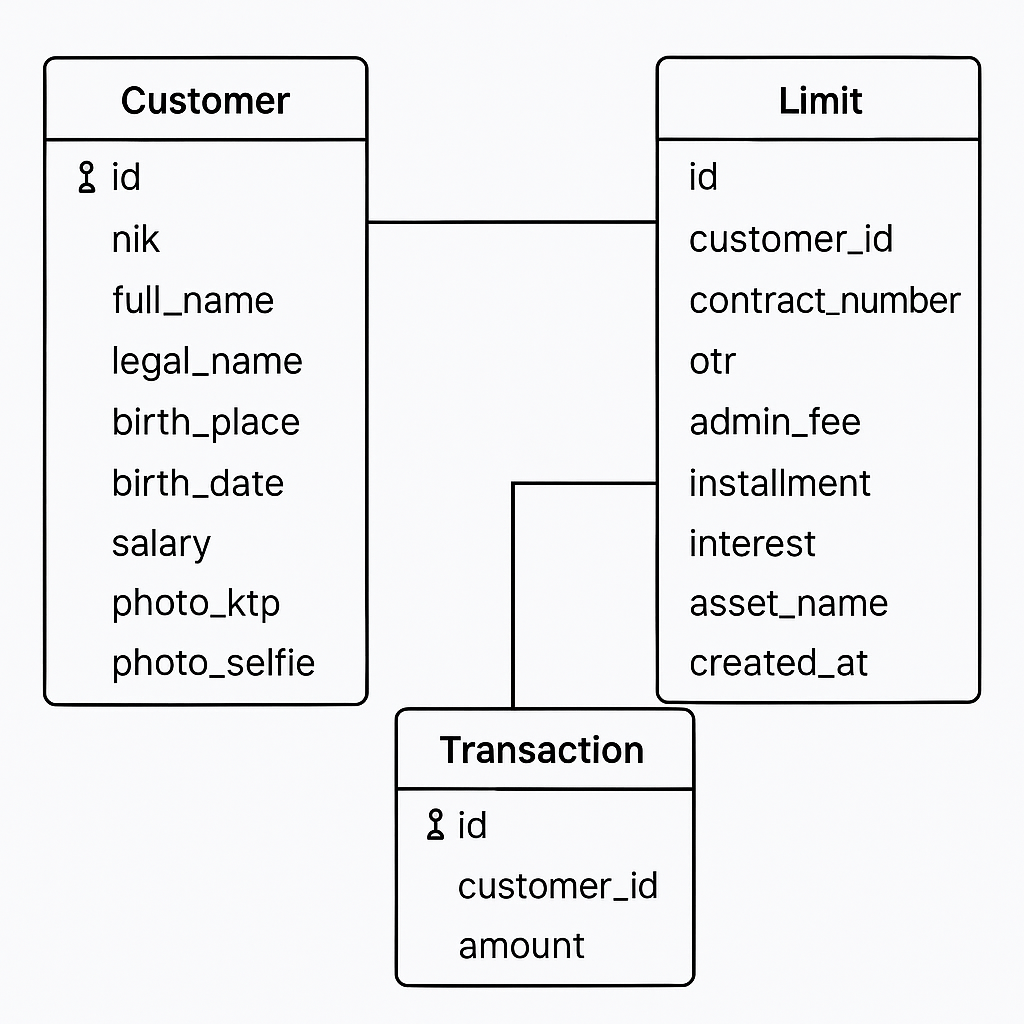 Customer
id
nik
full_name
legal_name
birth_place
birth_date
salary
photo_ktp
photo_selfie
Limit
id
customer_id
contract_number
otr
admin_fee
installment
interest
asset_name
created_at
Transaction
id
customer_id
amount